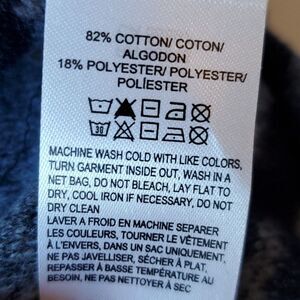 82% COTTON/ COTON/
ALGODON
18% POLYESTER/ POLYESTER/
POLÍESTER
30
MACHINE WASH COLD WITH LIKE COLORS,
TURN GARMENT INSIDE OUT, WASH IN A
NET BAG, DO NOT BLEACH, LAY FLAT TO
DRY, COOL IRON IF NECESSARY, DO NOT
DRY CLEAN
LAVER A FROID EN MACHINE SEPARER
LES COULEURS, TOURNER LE VÊTEMENT
À L'ENVERS, DANS UN SAC UNIQUEMENT,
NE PAS JAVELLISER, SÉCHER À PLAT,
REPASSER À BASSE TEMPÉRATURE AU
BESOIN, NE PAS NETTOYER À SEC